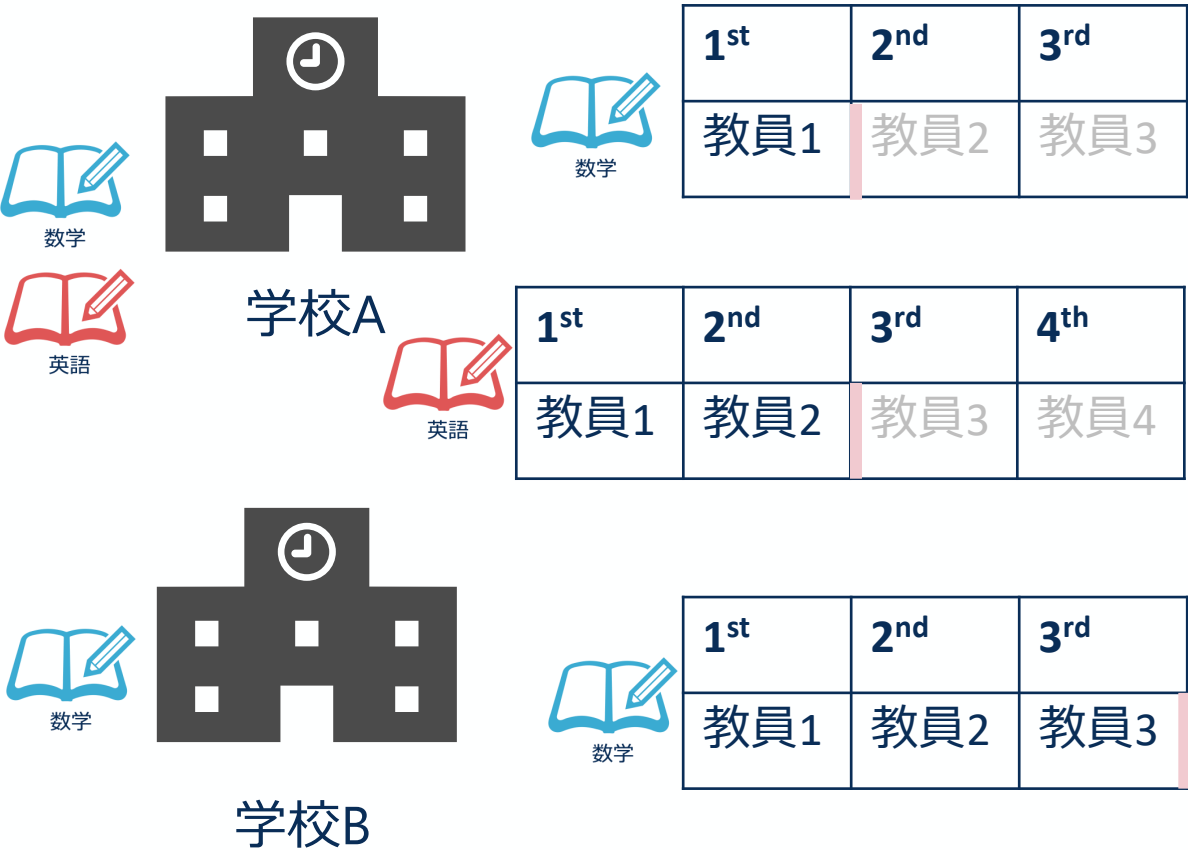 数学
英語
学校A
数学
1st 2nd 3rd
教員1 教員2 教員3
英語
1st 2nd 3rd 4th
教員1 教員2 教員3 教員4
数学
学校B
数学
1st 2nd 3rd
教員1 教員2 教員3